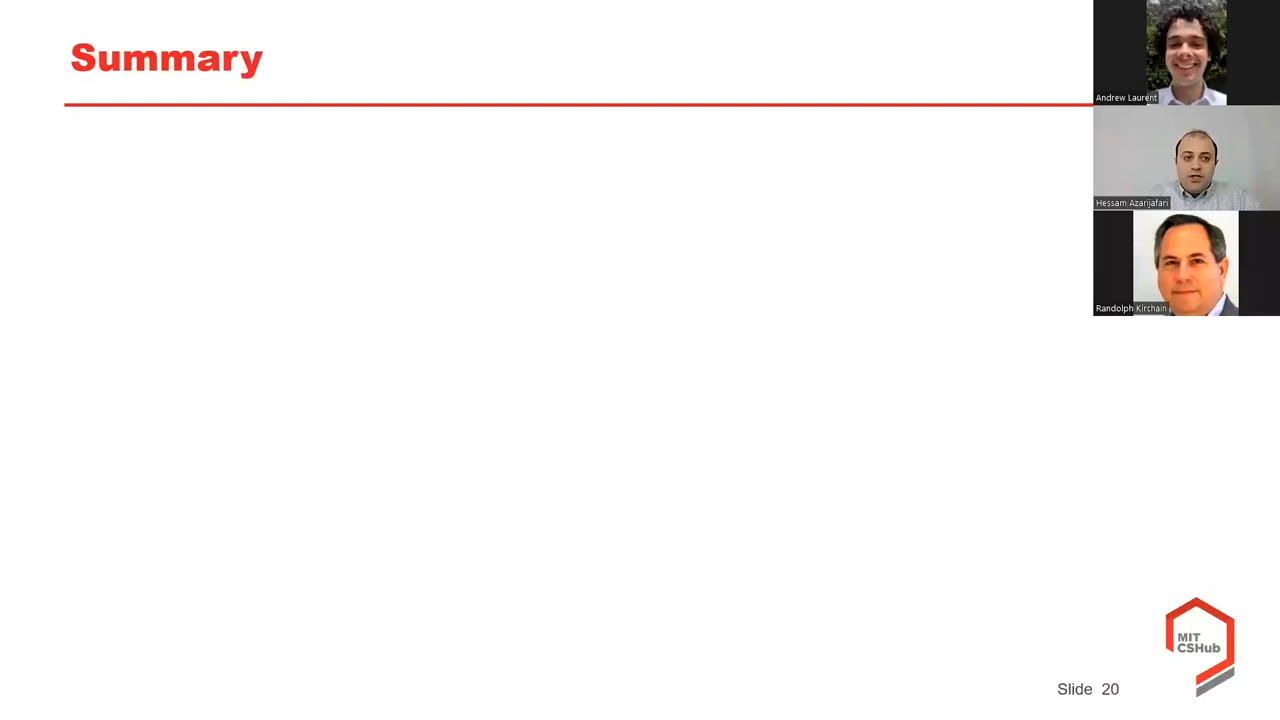 Summary
Andrew Laurent
Hessam Azarijafari
Randolph Kirchain
MIT
CSHub
Slide 20